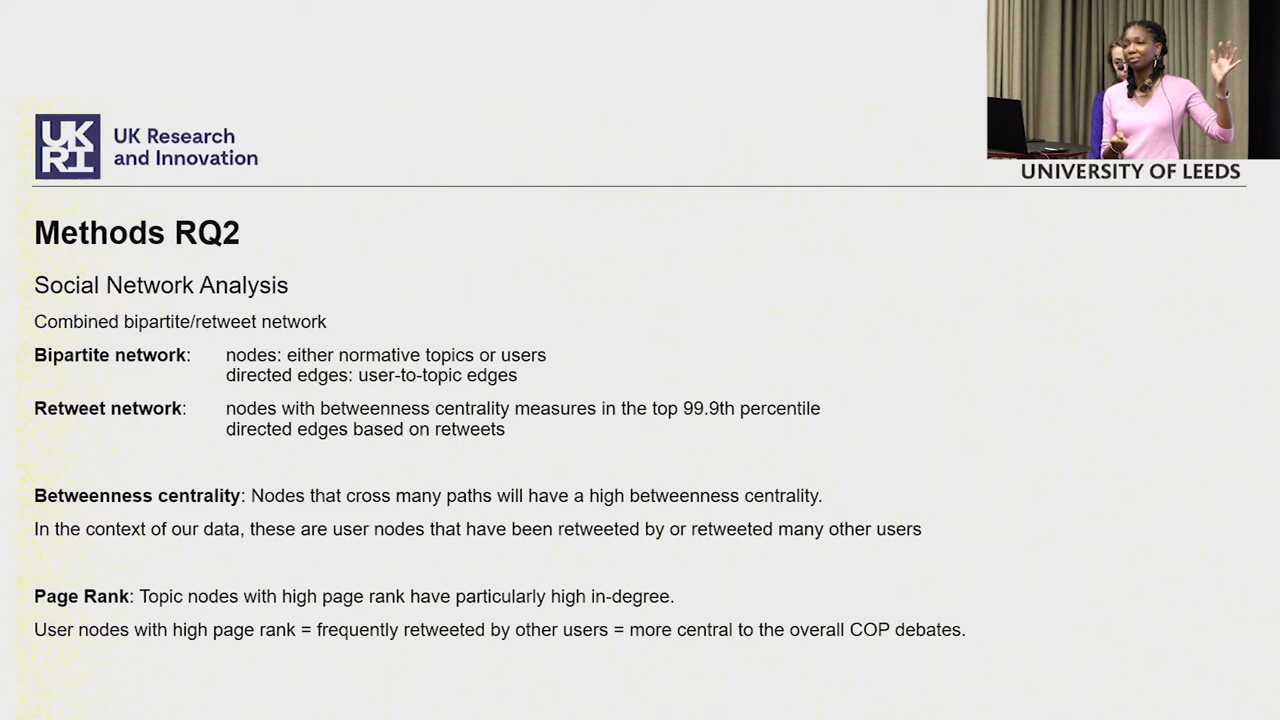 UK
RI
UK Research
and Innovation
UNIVERSITY OF LEEDS
Methods RQ2
Social Network Analysis
Combined bipartite/retweet network
Bipartite network: nodes: either normative topics or users
directed edges: user-to-topic edges
Retweet network: nodes with betweenness centrality measures in the top 99.9th percentile
directed edges based on retweets
Betweenness centrality: Nodes that cross many paths will have a high betweenness centrality.
In the context of our data, these are user nodes that have been retweeted by or retweeted many other users
Page Rank: Topic nodes with high page rank have particularly high in-degree.
User nodes with high page rank = frequently retweeted by other users = more central to the overall COP debates.